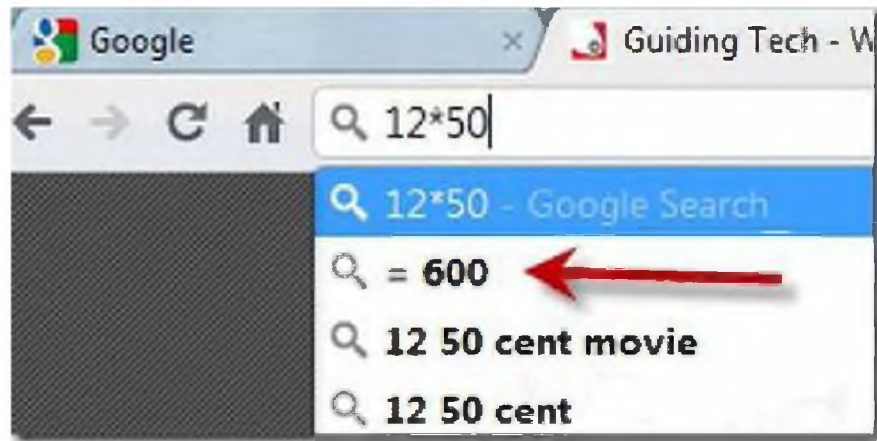 Google
Guiding Tech - W
12*50
12*50 - Google Search
= 600
12 50 cent movie
12 50 cent